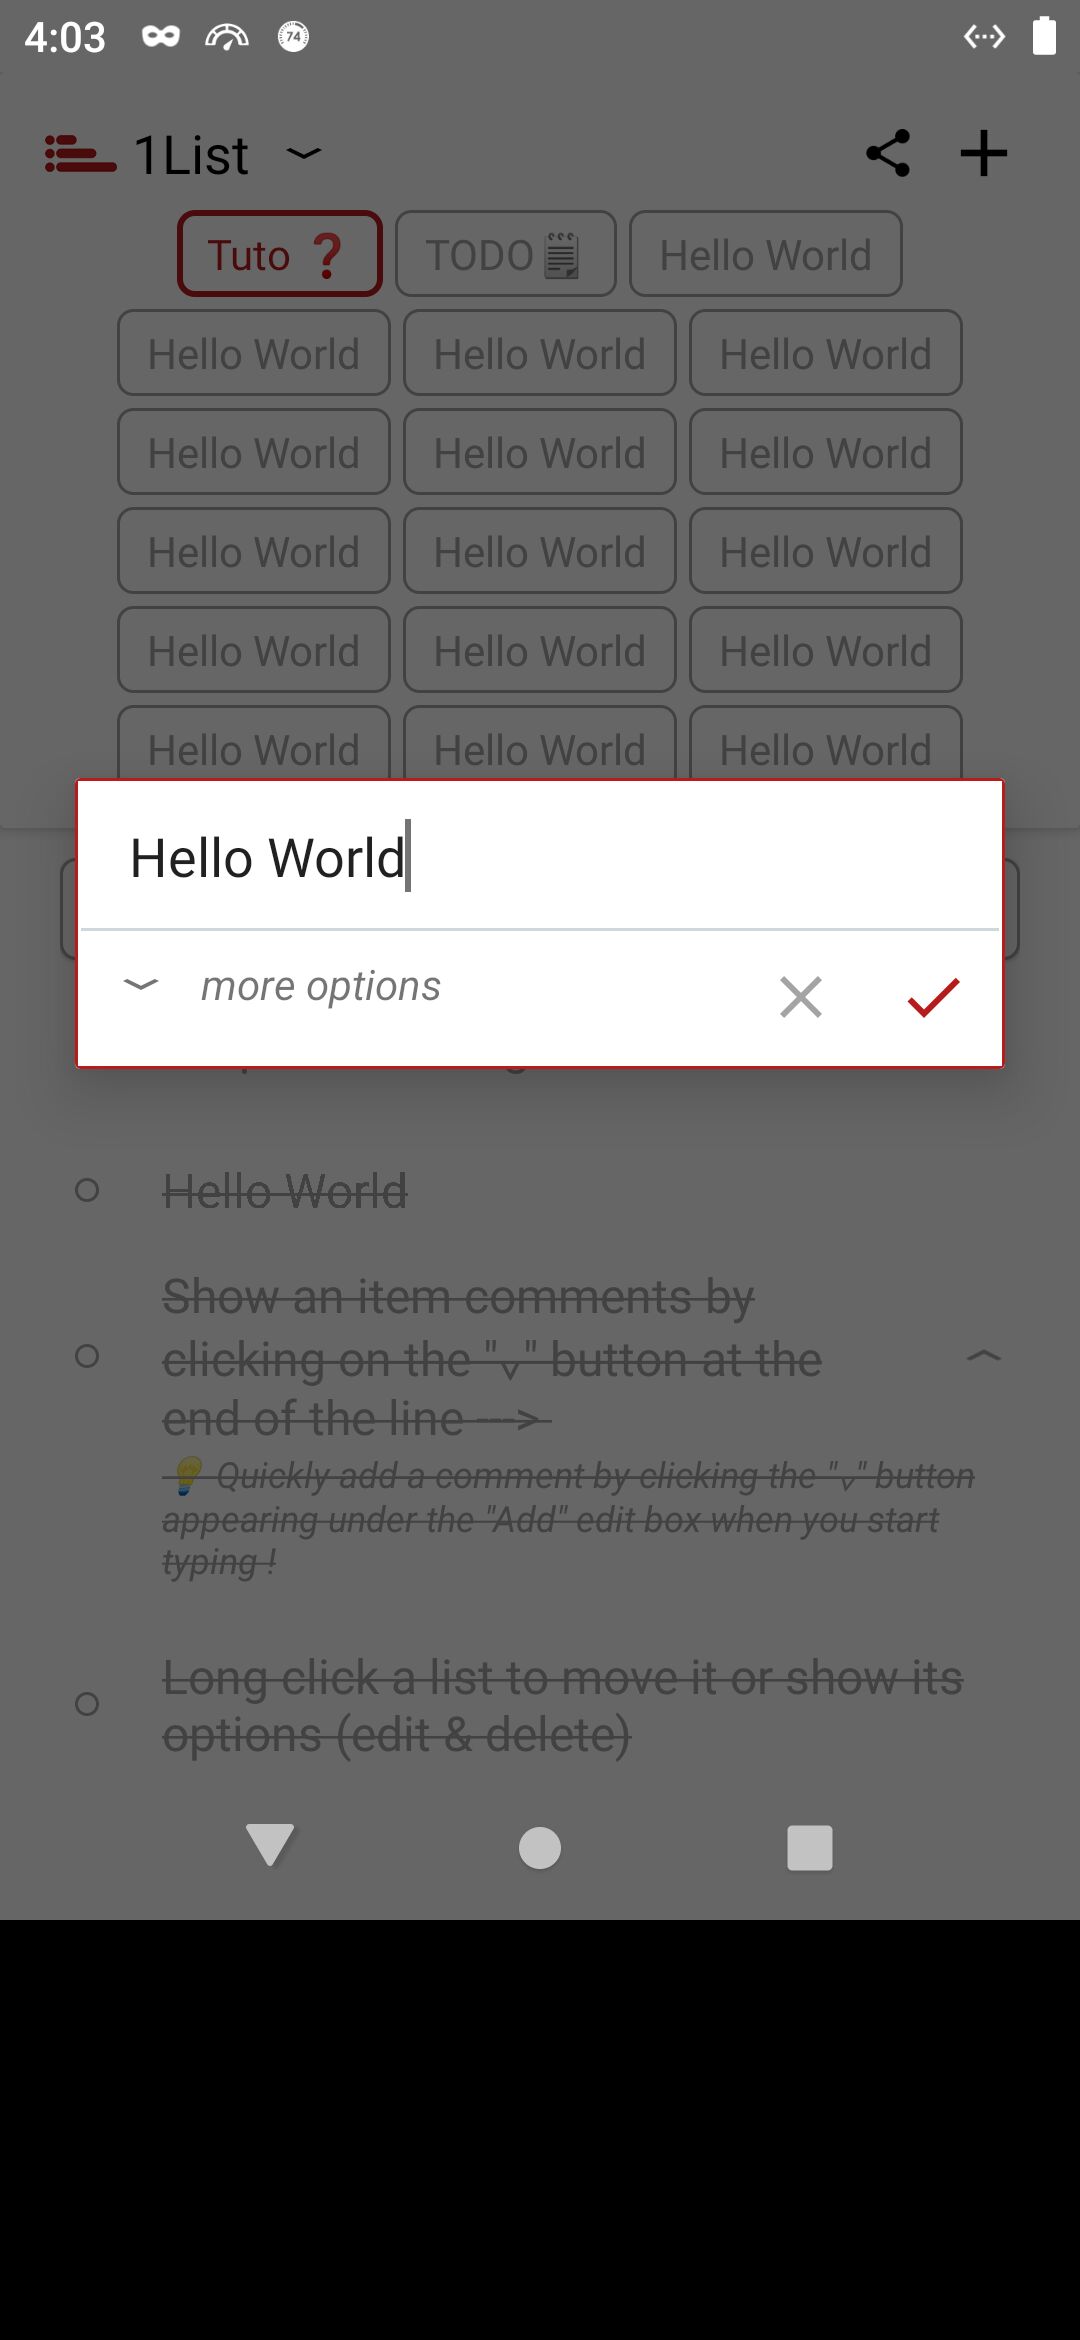 4:03
74
1List
Tuto ❓ TODO🗒 Hello World
Hello World Hello World Hello World
Hello World Hello World Hello World
Hello World Hello World Hello World
Hello World Hello World Hello World
Hello World Hello World Hello World
Hello World
more options
Hello World
Show an item comments by
clicking on the "﹀" button at the
end of the line --->
💡 Quickly add a comment by clicking the "﹀" button
appearing under the "Add" edit box when you start
typing !
Long click a list to move it or show its
options (edit & delete)